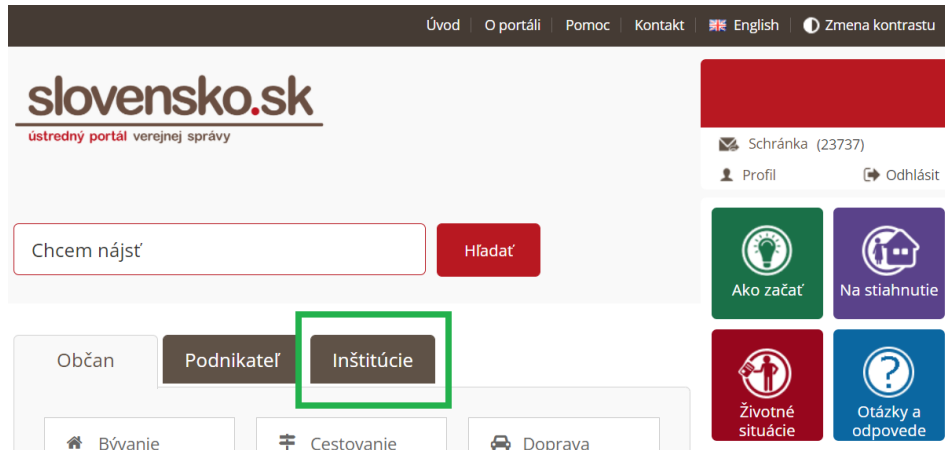 Úvod O portáli Pomoc Kontakt English Zmena kontrastu
slovensko.sk
ústredný portál verejnej správy
Schránka (23737)
Profil Odhlásiť
Chcem nájsť Hľadať
Ako začať Na stiahnutie
Občan Podnikateľ Inštitúcie
Životné situácie
Otázky a odpovede
Bývanie Cestovanie Doprava